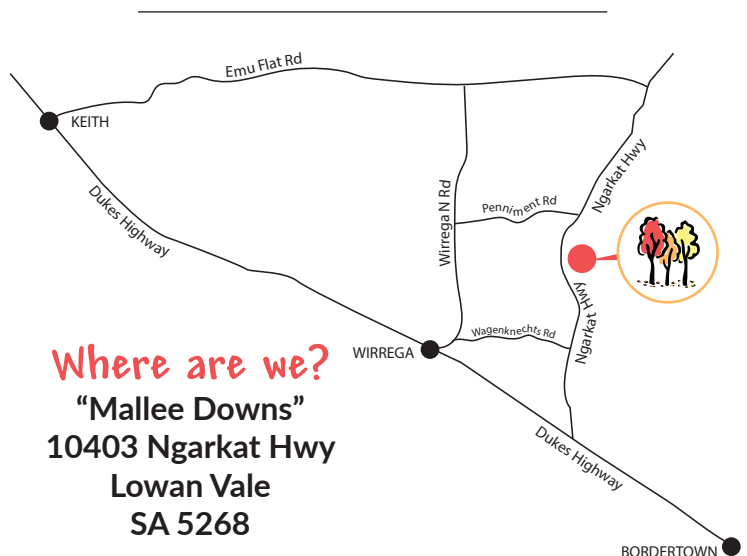 Emu Flat Rd
KEITH
Dukes Highway
Wirrega N Rd
Penniment Rd
Ngarkat Hwy
Ngarkat Hwy
Wagenknechts Rd
WIRREGA
Where are we?
“Mallee Downs”
10403 Ngarkat Hwy
Lowan Vale
SA 5268
Dukes Highway
BORDERTOWN